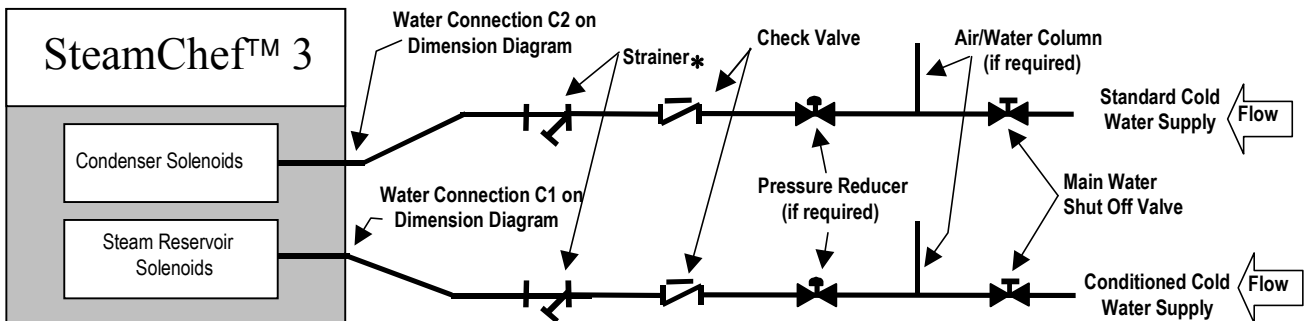 SteamChef™ 3
Water Connection C2 on
Dimension Diagram
Strainer*
Check Valve
Air/Water Column
(if required)
Standard Cold
Water Supply
Flow
Condenser Solenoids
Water Connection C1 on
Dimension Diagram
Pressure Reducer
(if required)
Main Water
Shut Off Valve
Steam Reservoir
Solenoids
Conditioned Cold
Water Supply
Flow